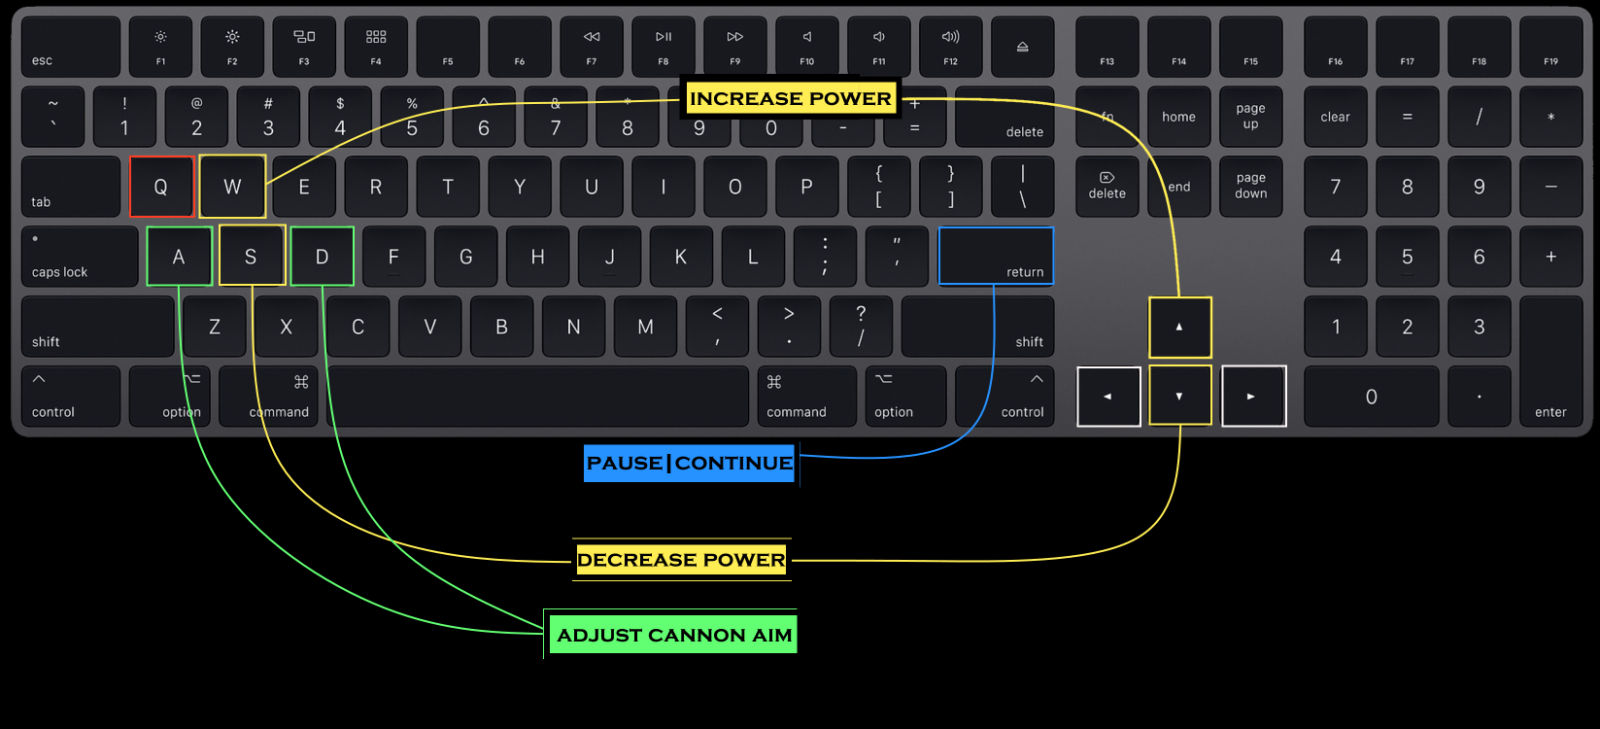 esc F1 F2 F3 F4 F5 F6 F7 F8 F9 F10 F11 F12 F13 F14 F15 F16 F17 F18 F19
INCREASE POWER
~ ! @ # $ % ^ & * +
` 1 2 3 4 5 6 7 8 9 0 - = delete fn home page up clear = / *
tab Q W E R T Y U I O P { [ } ] | \ delete end page down 7 8 9 −
caps lock A S D F G H J K L : ; " ' return 4 5 6 +
shift Z X C V B N M < , > . ? / shift 1 2 3
control option command command option control 0 . enter
PAUSE|CONTINUE
DECREASE POWER
ADJUST CANNON AIM